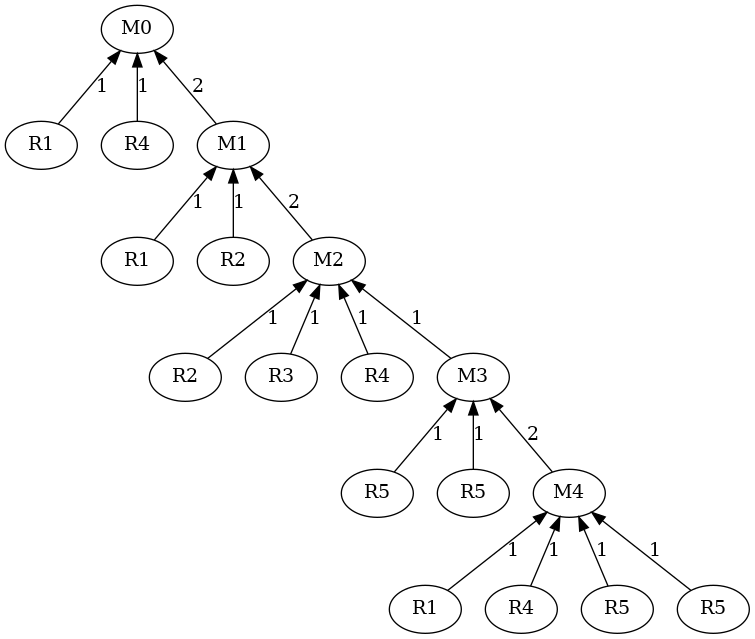 M0
1 1 2
R1 R4 M1
1 1 2
R1 R2 M2
1 1 1 1
R2 R3 R4 M3
1 1 2
R5 R5 M4
1 1 1 1
R1 R4 R5 R5